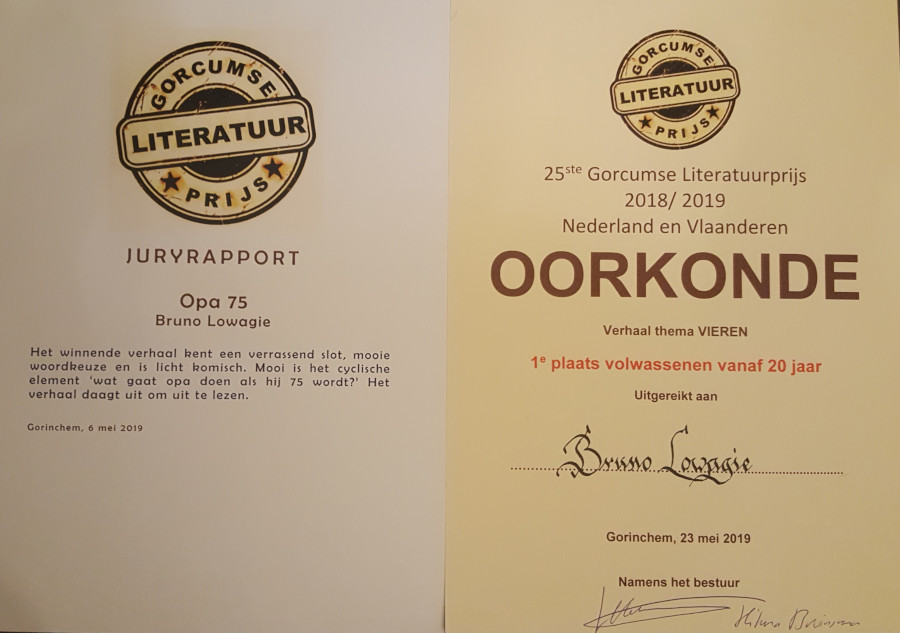 GORCUMSE
LITERATUUR
PRIJS
JURYRAPPORT
Opa 75
Bruno Lowagie
Het winnende verhaal kent een verrassend slot, mooie
woordkeuze en is licht komisch. Mooi is het cyclische
element ‘wat gaat opa doen als hij 75 wordt?’ Het
verhaal daagt uit om uit te lezen.
Gorinchem, 6 mei 2019
GORCUMSE
LITERATUUR
PRIJS
25ste Gorcumse Literatuurprijs
2018/ 2019
Nederland en Vlaanderen
OORKONDE
Verhaal thema VIEREN
1e plaats volwassenen vanaf 20 jaar
Uitgereikt aan
Bruno Lowagie
Gorinchem, 23 mei 2019
Namens het bestuur